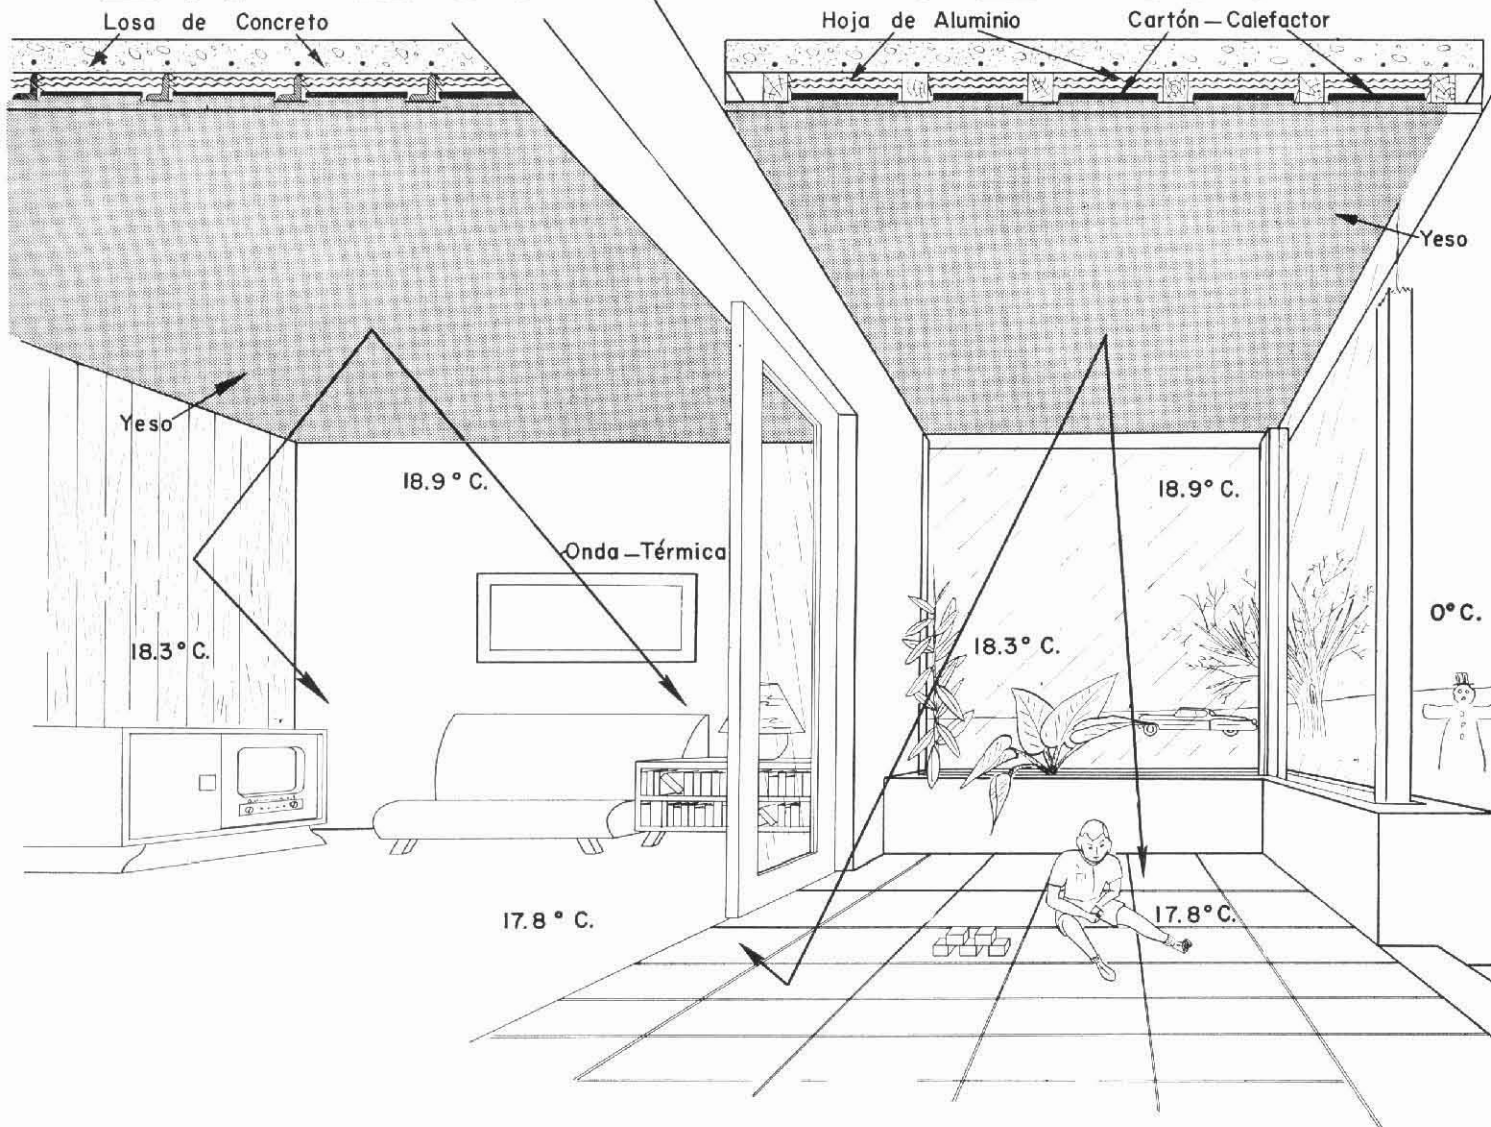 Losa de Concreto
Hoja de Aluminio
Cartón – Calefactor
Yeso
Yeso
18.9° C.
18.9° C.
Onda – Térmica
0° C.
18.3° C.
18.3° C.
17.8° C.
17.8° C.